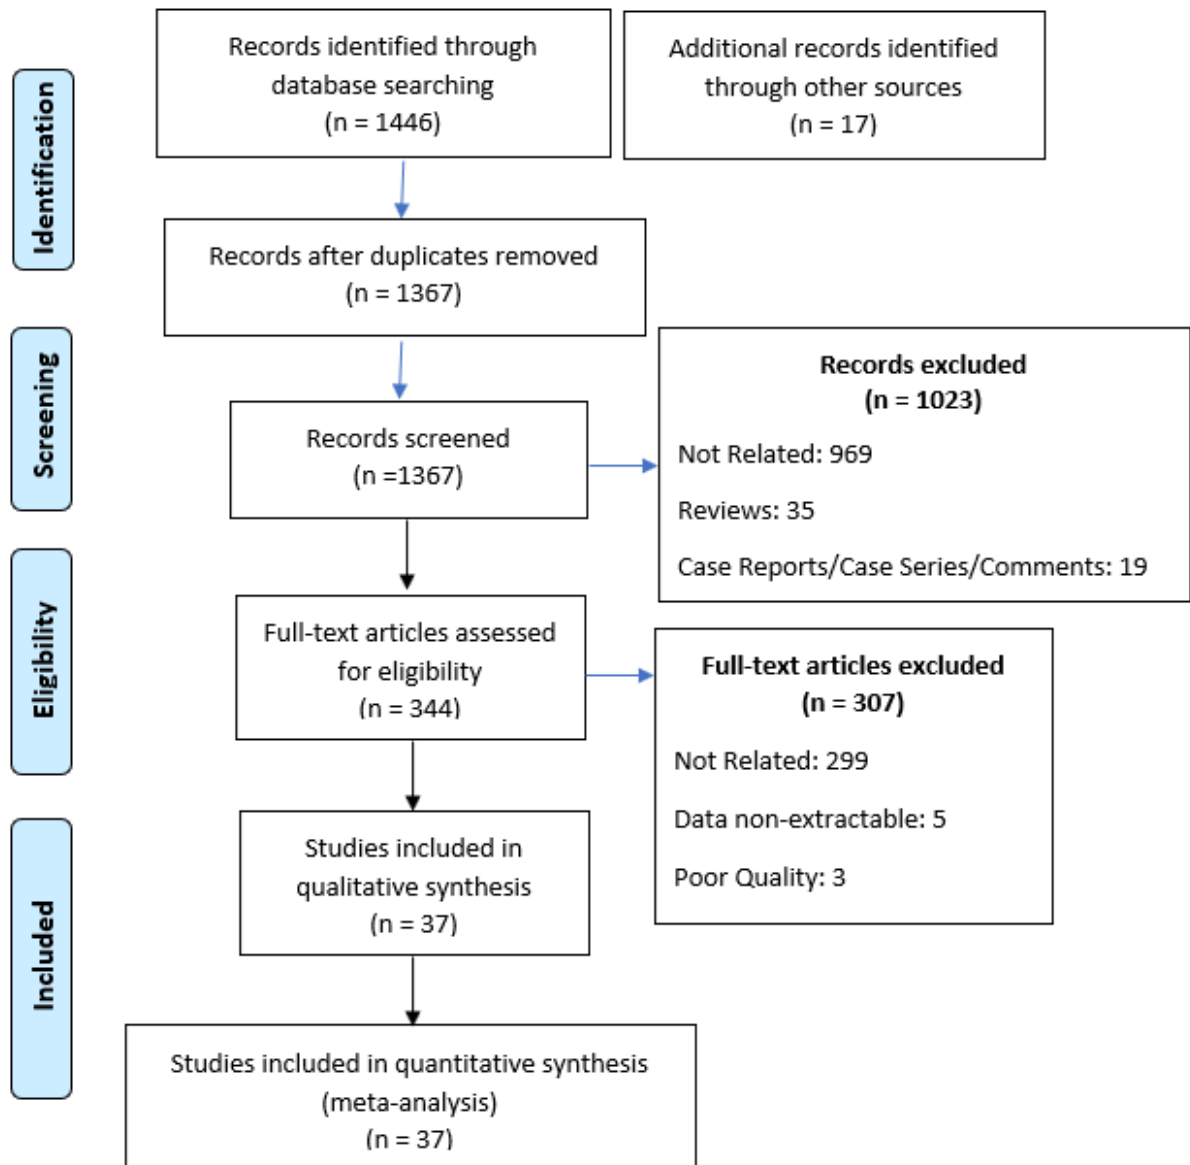 Records identified through
database searching
(n = 1446)
Additional records identified
through other sources
(n = 17)
Identification
Records after duplicates removed
(n = 1367)
Screening
Records screened
(n =1367)
Records excluded
(n = 1023)
Not Related: 969
Reviews: 35
Case Reports/Case Series/Comments: 19
Eligibility
Full-text articles assessed
for eligibility
(n = 344)
Full-text articles excluded
(n = 307)
Not Related: 299
Data non-extractable: 5
Poor Quality: 3
Included
Studies included in
qualitative synthesis
(n = 37)
Studies included in quantitative synthesis
(meta-analysis)
(n = 37)